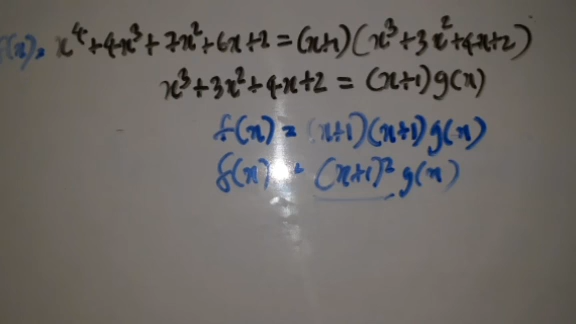 f(x) = x⁴+4x³+7x²+6x+2 = (x+1)(x³+3x²+4x+2)
x³+3x²+4x+2 = (x+1)g(x)
f(x) = (x+1)(x+1)g(x)
f(x) = (x+1)² g(x)